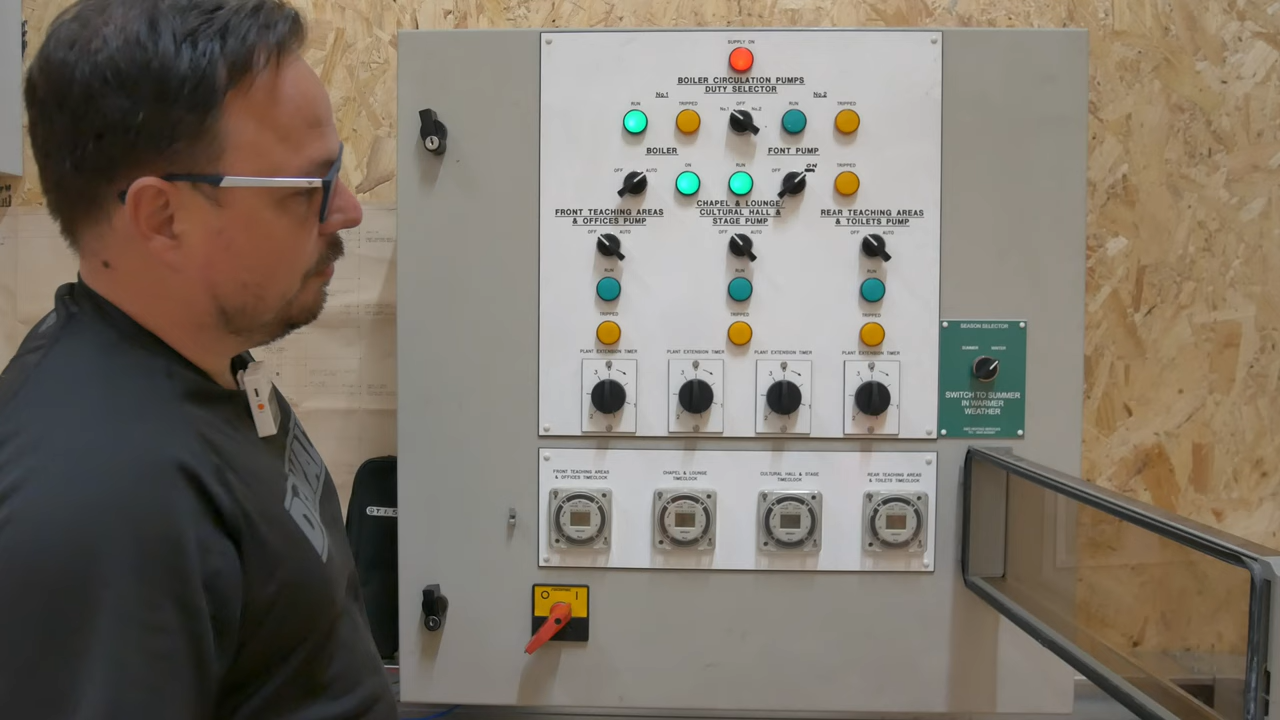 SUPPLY ON
BOILER CIRCULATION PUMPS
DUTY SELECTOR
No.1
No.2
RUN
TRIPPED
OFF
No.1
No.2
RUN
TRIPPED
BOILER
FONT PUMP
OFF
AUTO
ON
RUN
OFF
ON
TRIPPED
FRONT TEACHING AREAS
& OFFICES PUMP
CHAPEL & LOUNGE/
CULTURAL HALL &
STAGE PUMP
REAR TEACHING AREAS
& TOILETS PUMP
OFF
AUTO
OFF
AUTO
OFF
AUTO
RUN
RUN
RUN
TRIPPED
TRIPPED
TRIPPED
PLANT EXTENSION TIMER
PLANT EXTENSION TIMER
PLANT EXTENSION TIMER
PLANT EXTENSION TIMER
SEASON SELECTOR
SUMMER
WINTER
SWITCH TO SUMMER
IN WARMER
WEATHER
FRONT TEACHING AREAS
& OFFICES TIMECLOCK
CHAPEL & LOUNGE
TIMECLOCK
CULTURAL HALL & STAGE
TIMECLOCK
REAR TEACHING AREAS
& TOILETS TIMECLOCK
O I